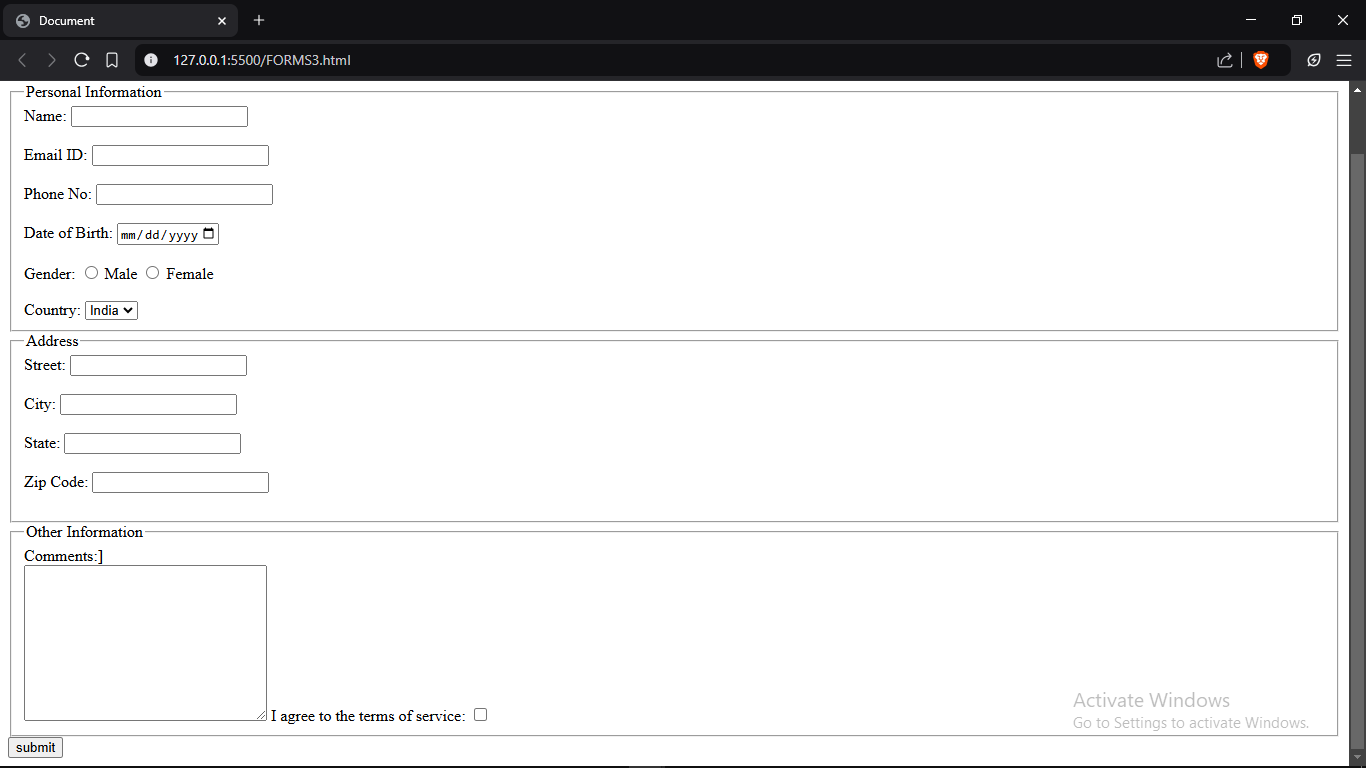 Document
127.0.0.1:5500/FORMS3.html
Personal Information
Name:
Email ID:
Phone No:
Date of Birth: mm/dd/yyyy
Gender: Male Female
Country: India
Address
Street:
City:
State:
Zip Code:
Other Information
Comments:]
I agree to the terms of service:
Activate Windows
Go to Settings to activate Windows.
submit